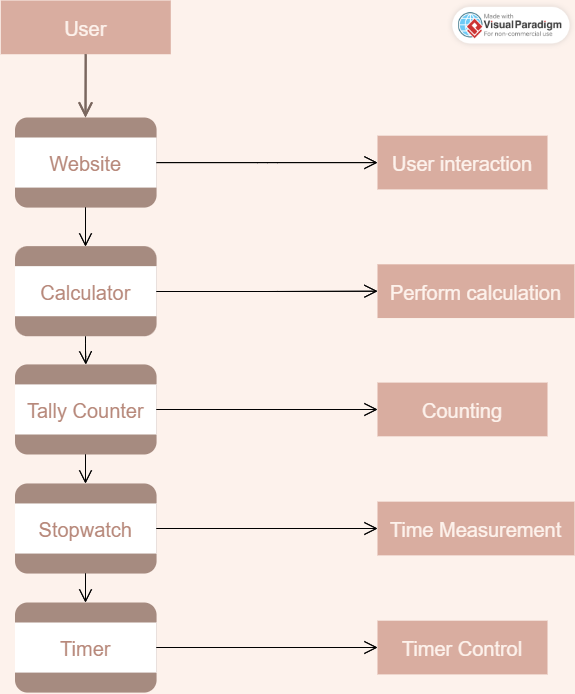 User
Made with
Visual Paradigm
For non-commercial use
Website
User interaction
Calculator
Perform calculation
Tally Counter
Counting
Stopwatch
Time Measurement
Timer
Timer Control